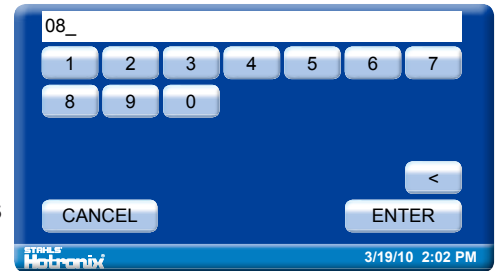 08_
1 2 3 4 5 6 7
8 9 0
<
CANCEL ENTER
STAHLS'
Hotronix 3/19/10 2:02 PM